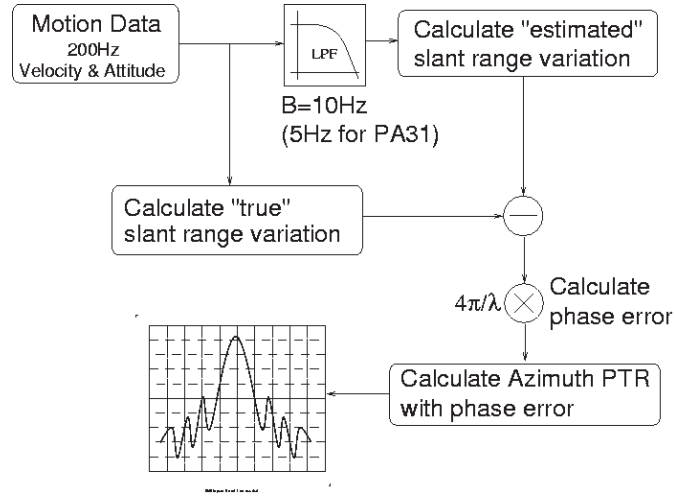 Motion Data
200Hz
Velocity & Attitude
LPF
B=10Hz
(5Hz for PA31)
Calculate "estimated"
slant range variation
Calculate "true"
slant range variation
4π/λ
Calculate
phase error
Calculate Azimuth PTR
with phase error